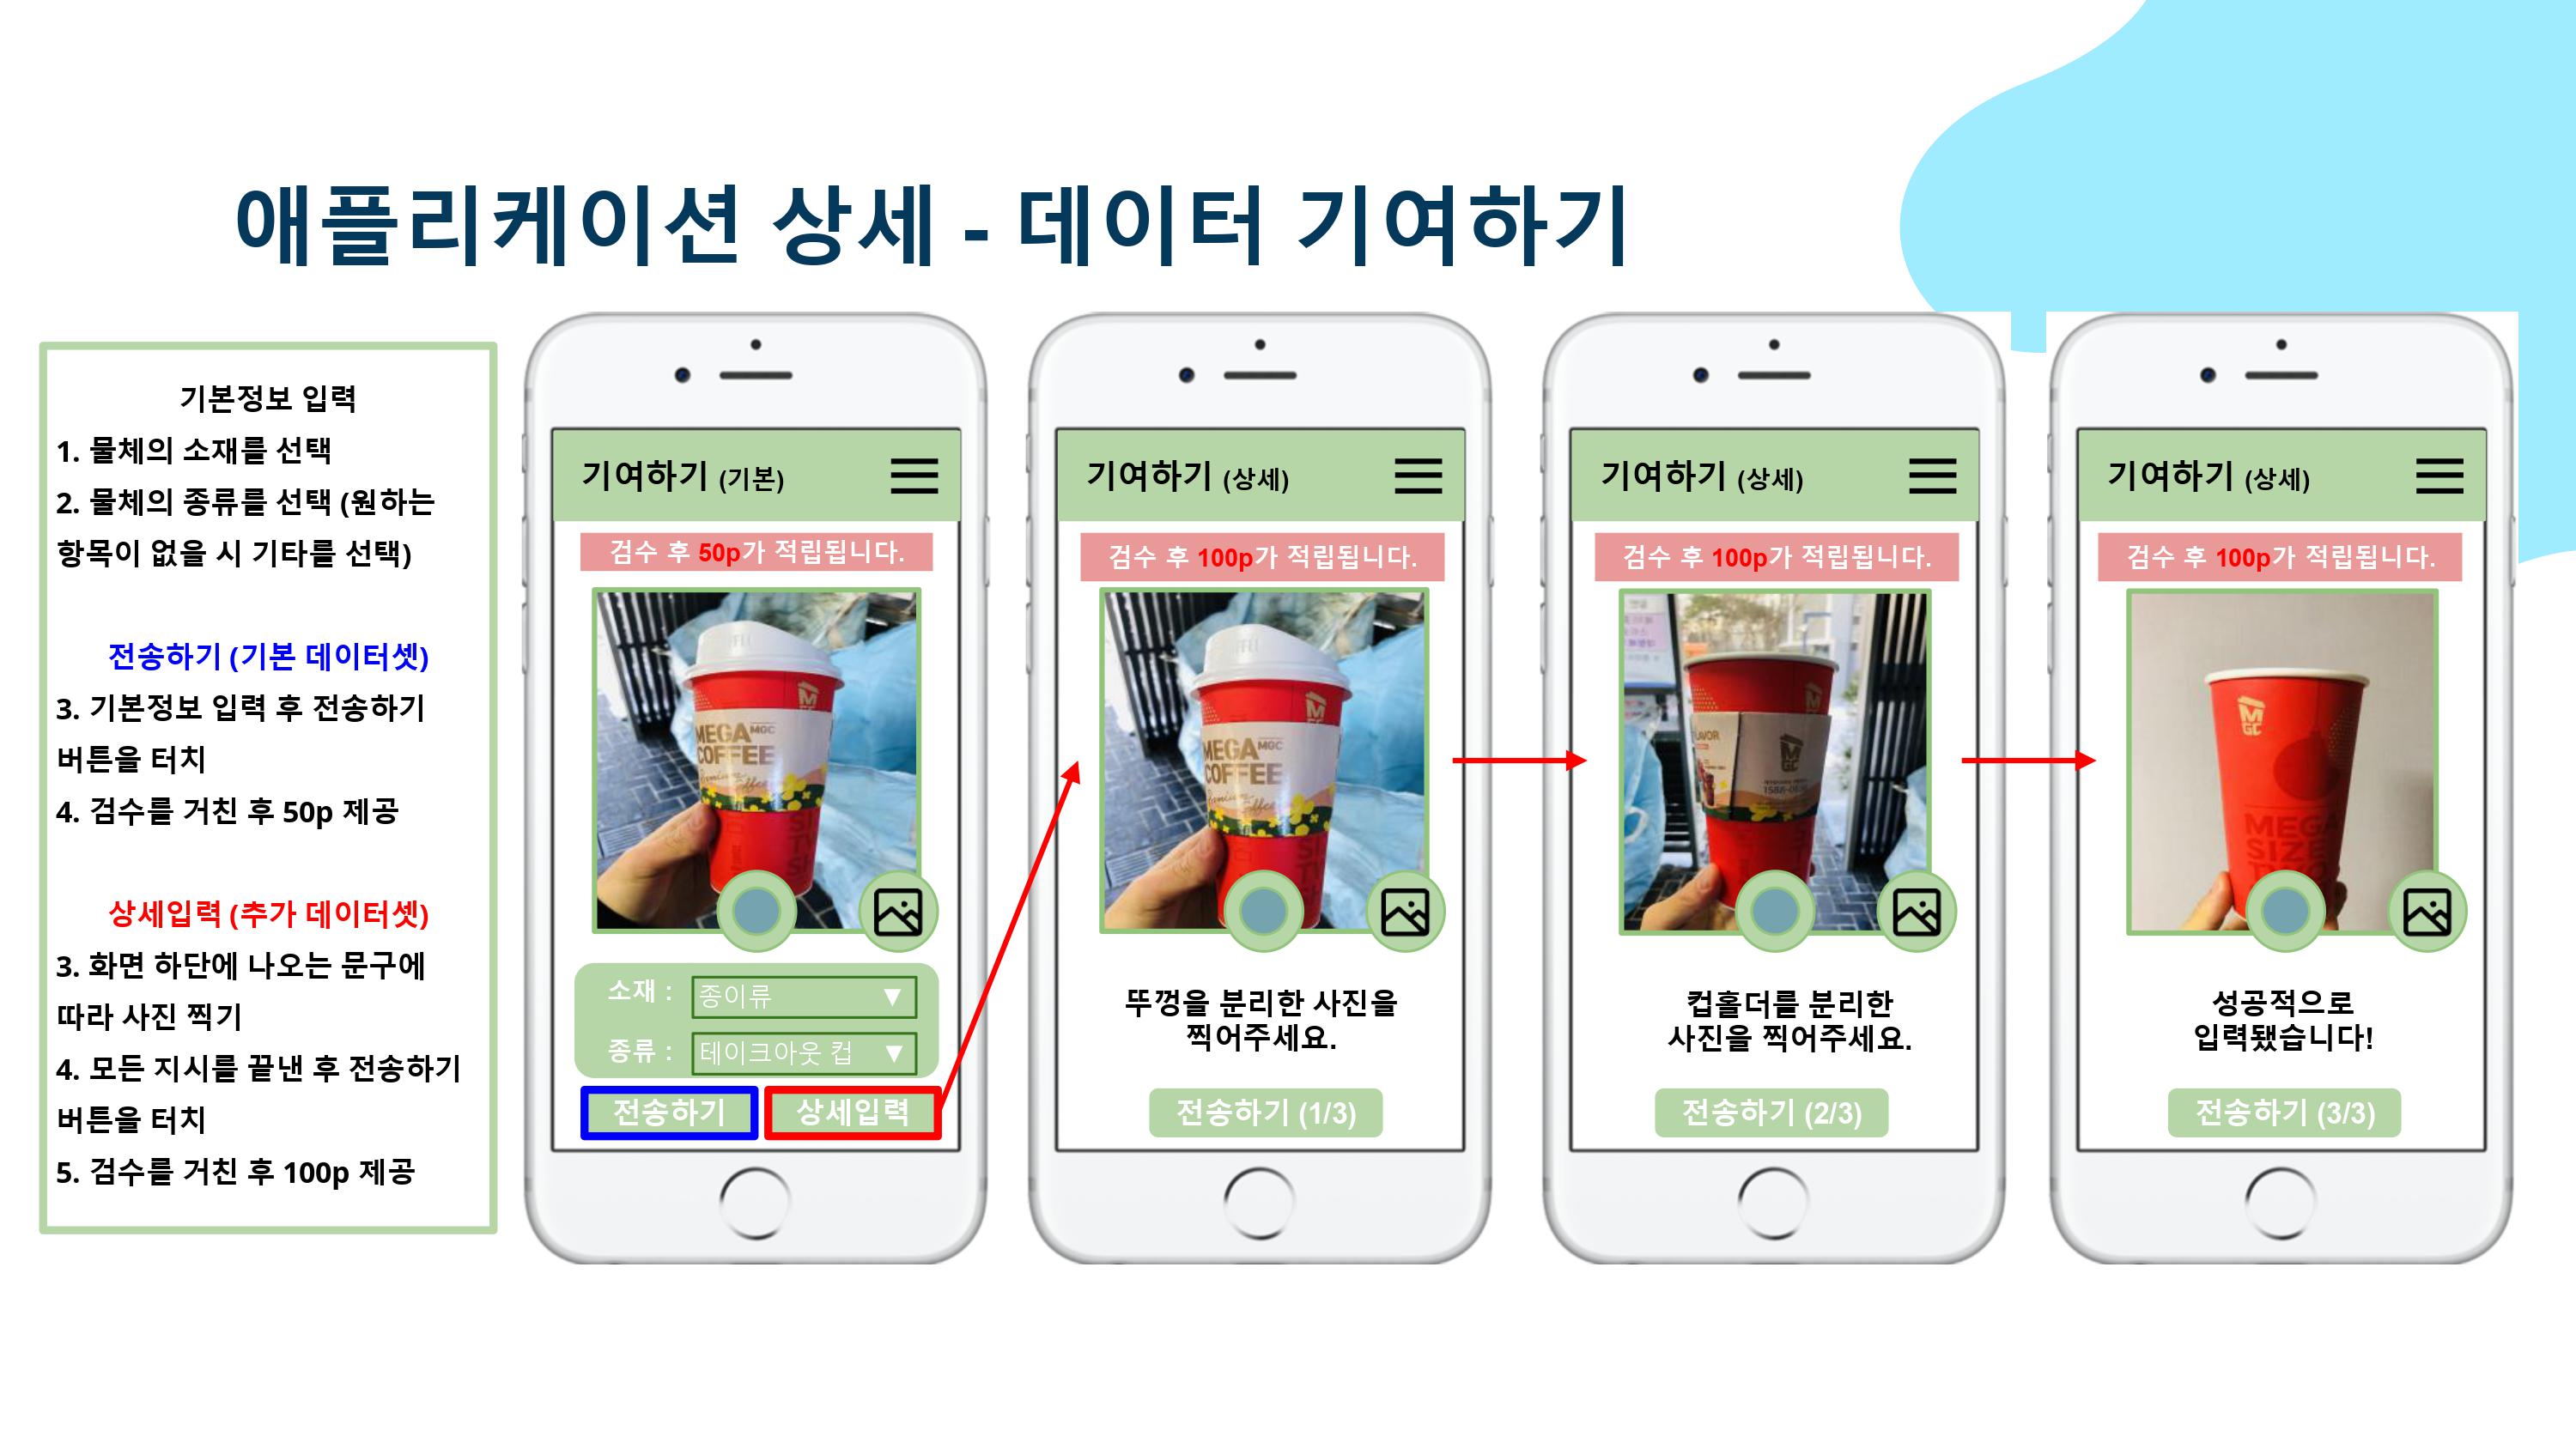 애플리케이션 상세 - 데이터 기여하기
기본정보 입력
1. 물체의 소재를 선택
2. 물체의 종류를 선택 (원하는
항목이 없을 시 기타를 선택)
전송하기 (기본 데이터셋)
3. 기본정보 입력 후 전송하기
버튼을 터치
4. 검수를 거친 후 50p 제공
상세입력 (추가 데이터셋)
3. 화면 하단에 나오는 문구에
따라 사진 찍기
4. 모든 지시를 끝낸 후 전송하기
버튼을 터치
5. 검수를 거친 후 100p 제공
기여하기 (기본)
검수 후 50p가 적립됩니다.
MEGA MGC
COFFEE
소재 : 종이류 ▼
종류 : 테이크아웃 컵 ▼
전송하기
상세입력
기여하기 (상세)
검수 후 100p가 적립됩니다.
MEGA MGC
COFFEE
뚜껑을 분리한 사진을
찍어주세요.
전송하기 (1/3)
기여하기 (상세)
검수 후 100p가 적립됩니다.
컵홀더를 분리한
사진을 찍어주세요.
전송하기 (2/3)
기여하기 (상세)
검수 후 100p가 적립됩니다.
M
GC
MEGA
SIZE
성공적으로
입력됐습니다!
전송하기 (3/3)